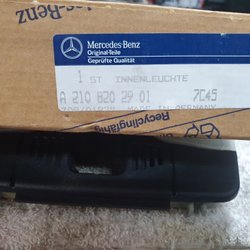 Mercedes-Benz
Mercedes-Benz
Original-Teile
Geprüfte Qualität
1 ST INNENLEUCHTE
A 210 820 29 01 7C45
MADE IN GERMANY
Recyclingfähig